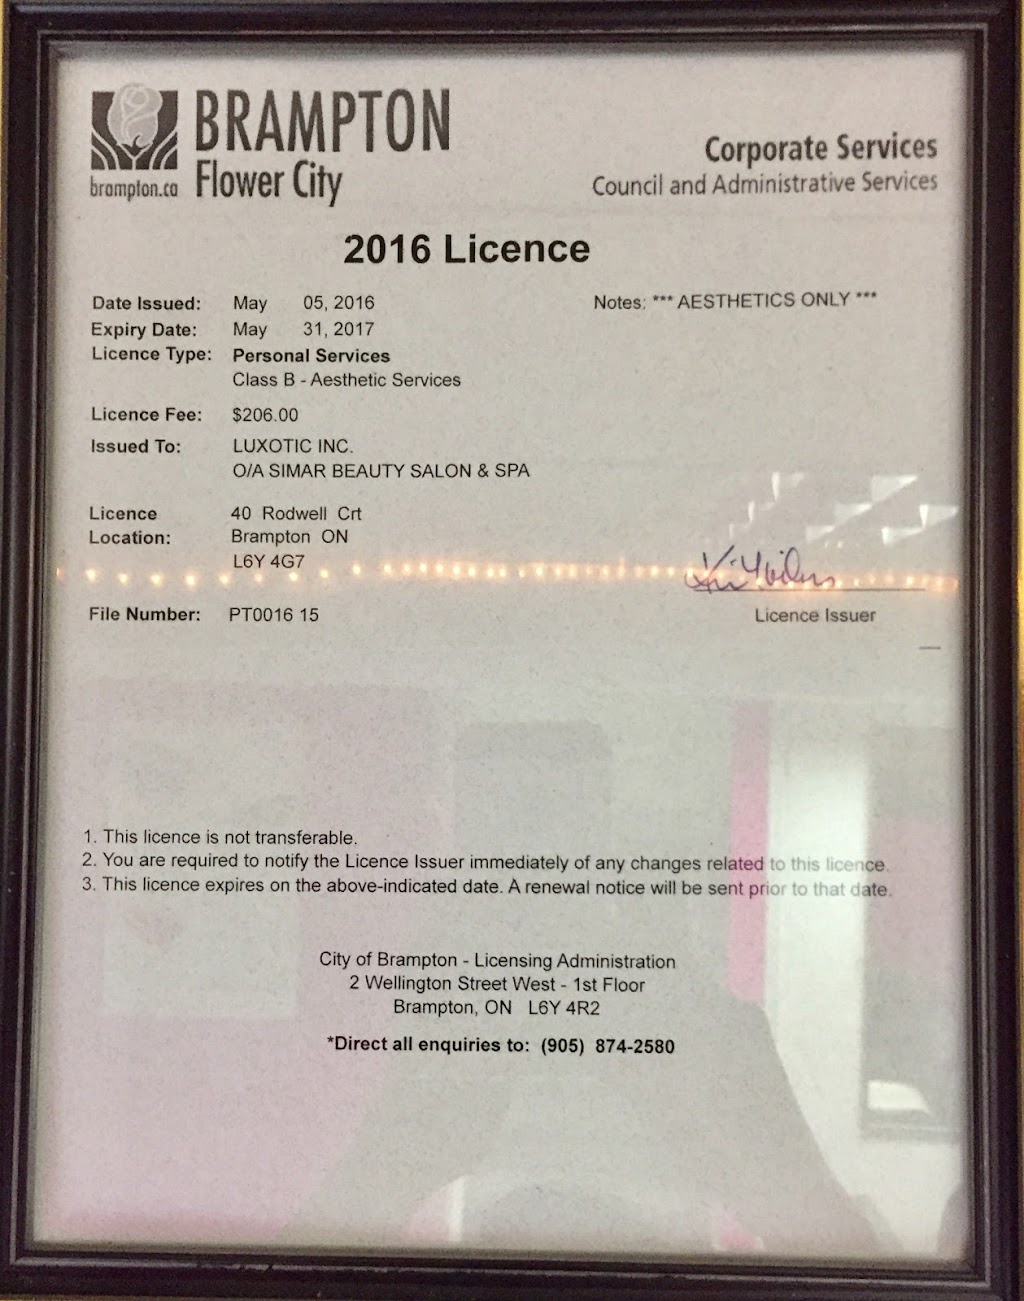 BRAMPTON
brampton.ca Flower City
Corporate Services
Council and Administrative Services
2016 Licence
Date Issued: May 05, 2016
Notes: *** AESTHETICS ONLY ***
Expiry Date: May 31, 2017
Licence Type: Personal Services
Class B - Aesthetic Services
Licence Fee: $206.00
Issued To: LUXOTIC INC.
O/A SIMAR BEAUTY SALON & SPA
Licence 40 Rodwell Crt
Location: Brampton ON
L6Y 4G7
File Number: PT0016 15
Licence Issuer
1. This licence is not transferable.
2. You are required to notify the Licence Issuer immediately of any changes related to this licence.
3. This licence expires on the above-indicated date. A renewal notice will be sent prior to that date.
City of Brampton - Licensing Administration
2 Wellington Street West - 1st Floor
Brampton, ON L6Y 4R2
*Direct all enquiries to: (905) 874-2580